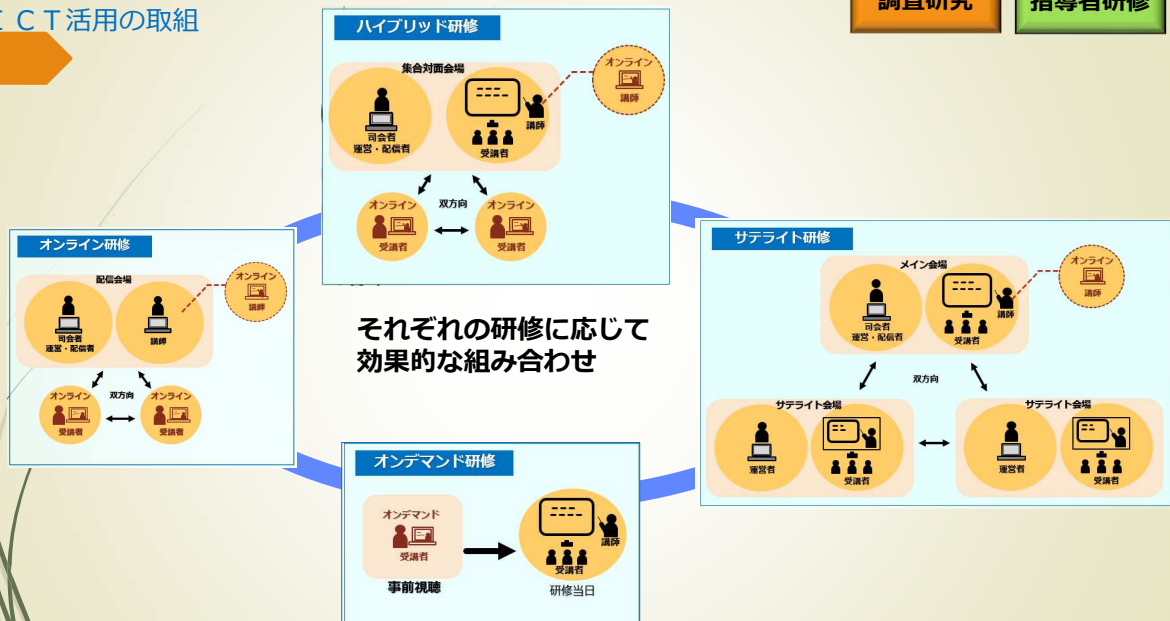 ＩＣＴ活用の取組
調査研究
指導者研修
ハイブリッド研修
集合対面会場
司会者
運営・配信者
講師
受講者
オンライン
講師
オンライン
受講者
双方向
オンライン
受講者
オンライン研修
配信会場
司会者
運営・配信者
講師
オンライン
講師
オンライン
受講者
双方向
オンライン
受講者
それぞれの研修に応じて
効果的な組み合わせ
サテライト研修
メイン会場
司会者
運営・配信者
講師
受講者
オンライン
講師
双方向
サテライト会場
運営者
受講者
サテライト会場
運営者
受講者
オンデマンド研修
オンデマンド
受講者
事前視聴
講師
受講者
研修当日